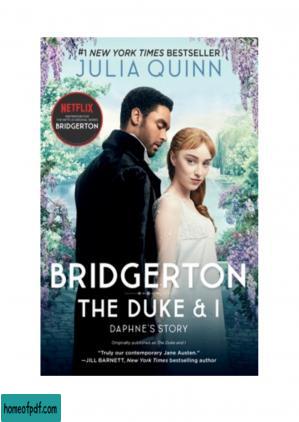 #1 NEW YORK TIMES BESTSELLER
JULIA QUINN
NETFLIX
BRIDGERTON
BRIDGERTON
THE DUKE & I
DAPHNE'S STORY
Originally published as The Duke and I
"Truly our contemporary Jane Austen."
—JILL BARNETT, New York Times bestselling author
homeofpdf.com